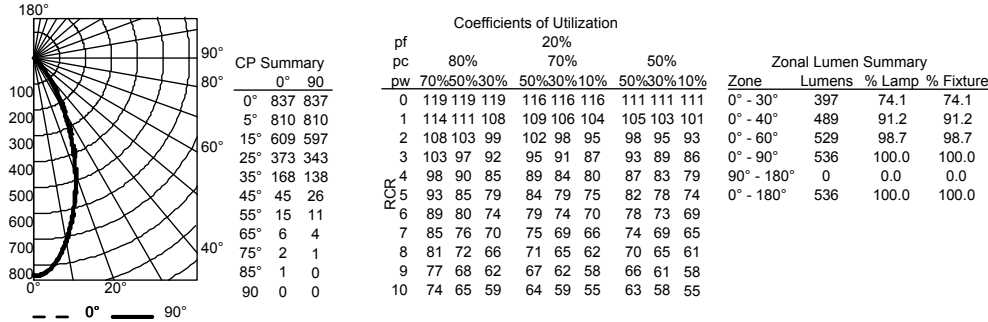 180°
90°
80°
60°
40°
100
200
300
400
500
600
700
800
0°
20°
0°
90°
CP Summary
0° 90
0° 837 837
5° 810 810
15° 609 597
25° 373 343
35° 168 138
45° 45 26
55° 15 11
65° 6 4
75° 2 1
85° 1 0
90 0 0
Coefficients of Utilization
pf 20%
pc 80% 70% 50%
pw 70%50%30% 50%30%10% 50%30%10%
RCR
0 119 119 119 116 116 116 111 111 111
1 114 111 108 109 106 104 105 103 101
2 108 103 99 102 98 95 98 95 93
3 103 97 92 95 91 87 93 89 86
4 98 90 85 89 84 80 87 83 79
5 93 85 79 84 79 75 82 78 74
6 89 80 74 79 74 70 78 73 69
7 85 76 70 75 69 66 74 69 65
8 81 72 66 71 65 62 70 65 61
9 77 68 62 67 62 58 66 61 58
10 74 65 59 64 59 55 63 58 55
Zonal Lumen Summary
Zone Lumens % Lamp % Fixture
0° - 30° 397 74.1 74.1
0° - 40° 489 91.2 91.2
0° - 60° 529 98.7 98.7
0° - 90° 536 100.0 100.0
90° - 180° 0 0.0 0.0
0° - 180° 536 100.0 100.0